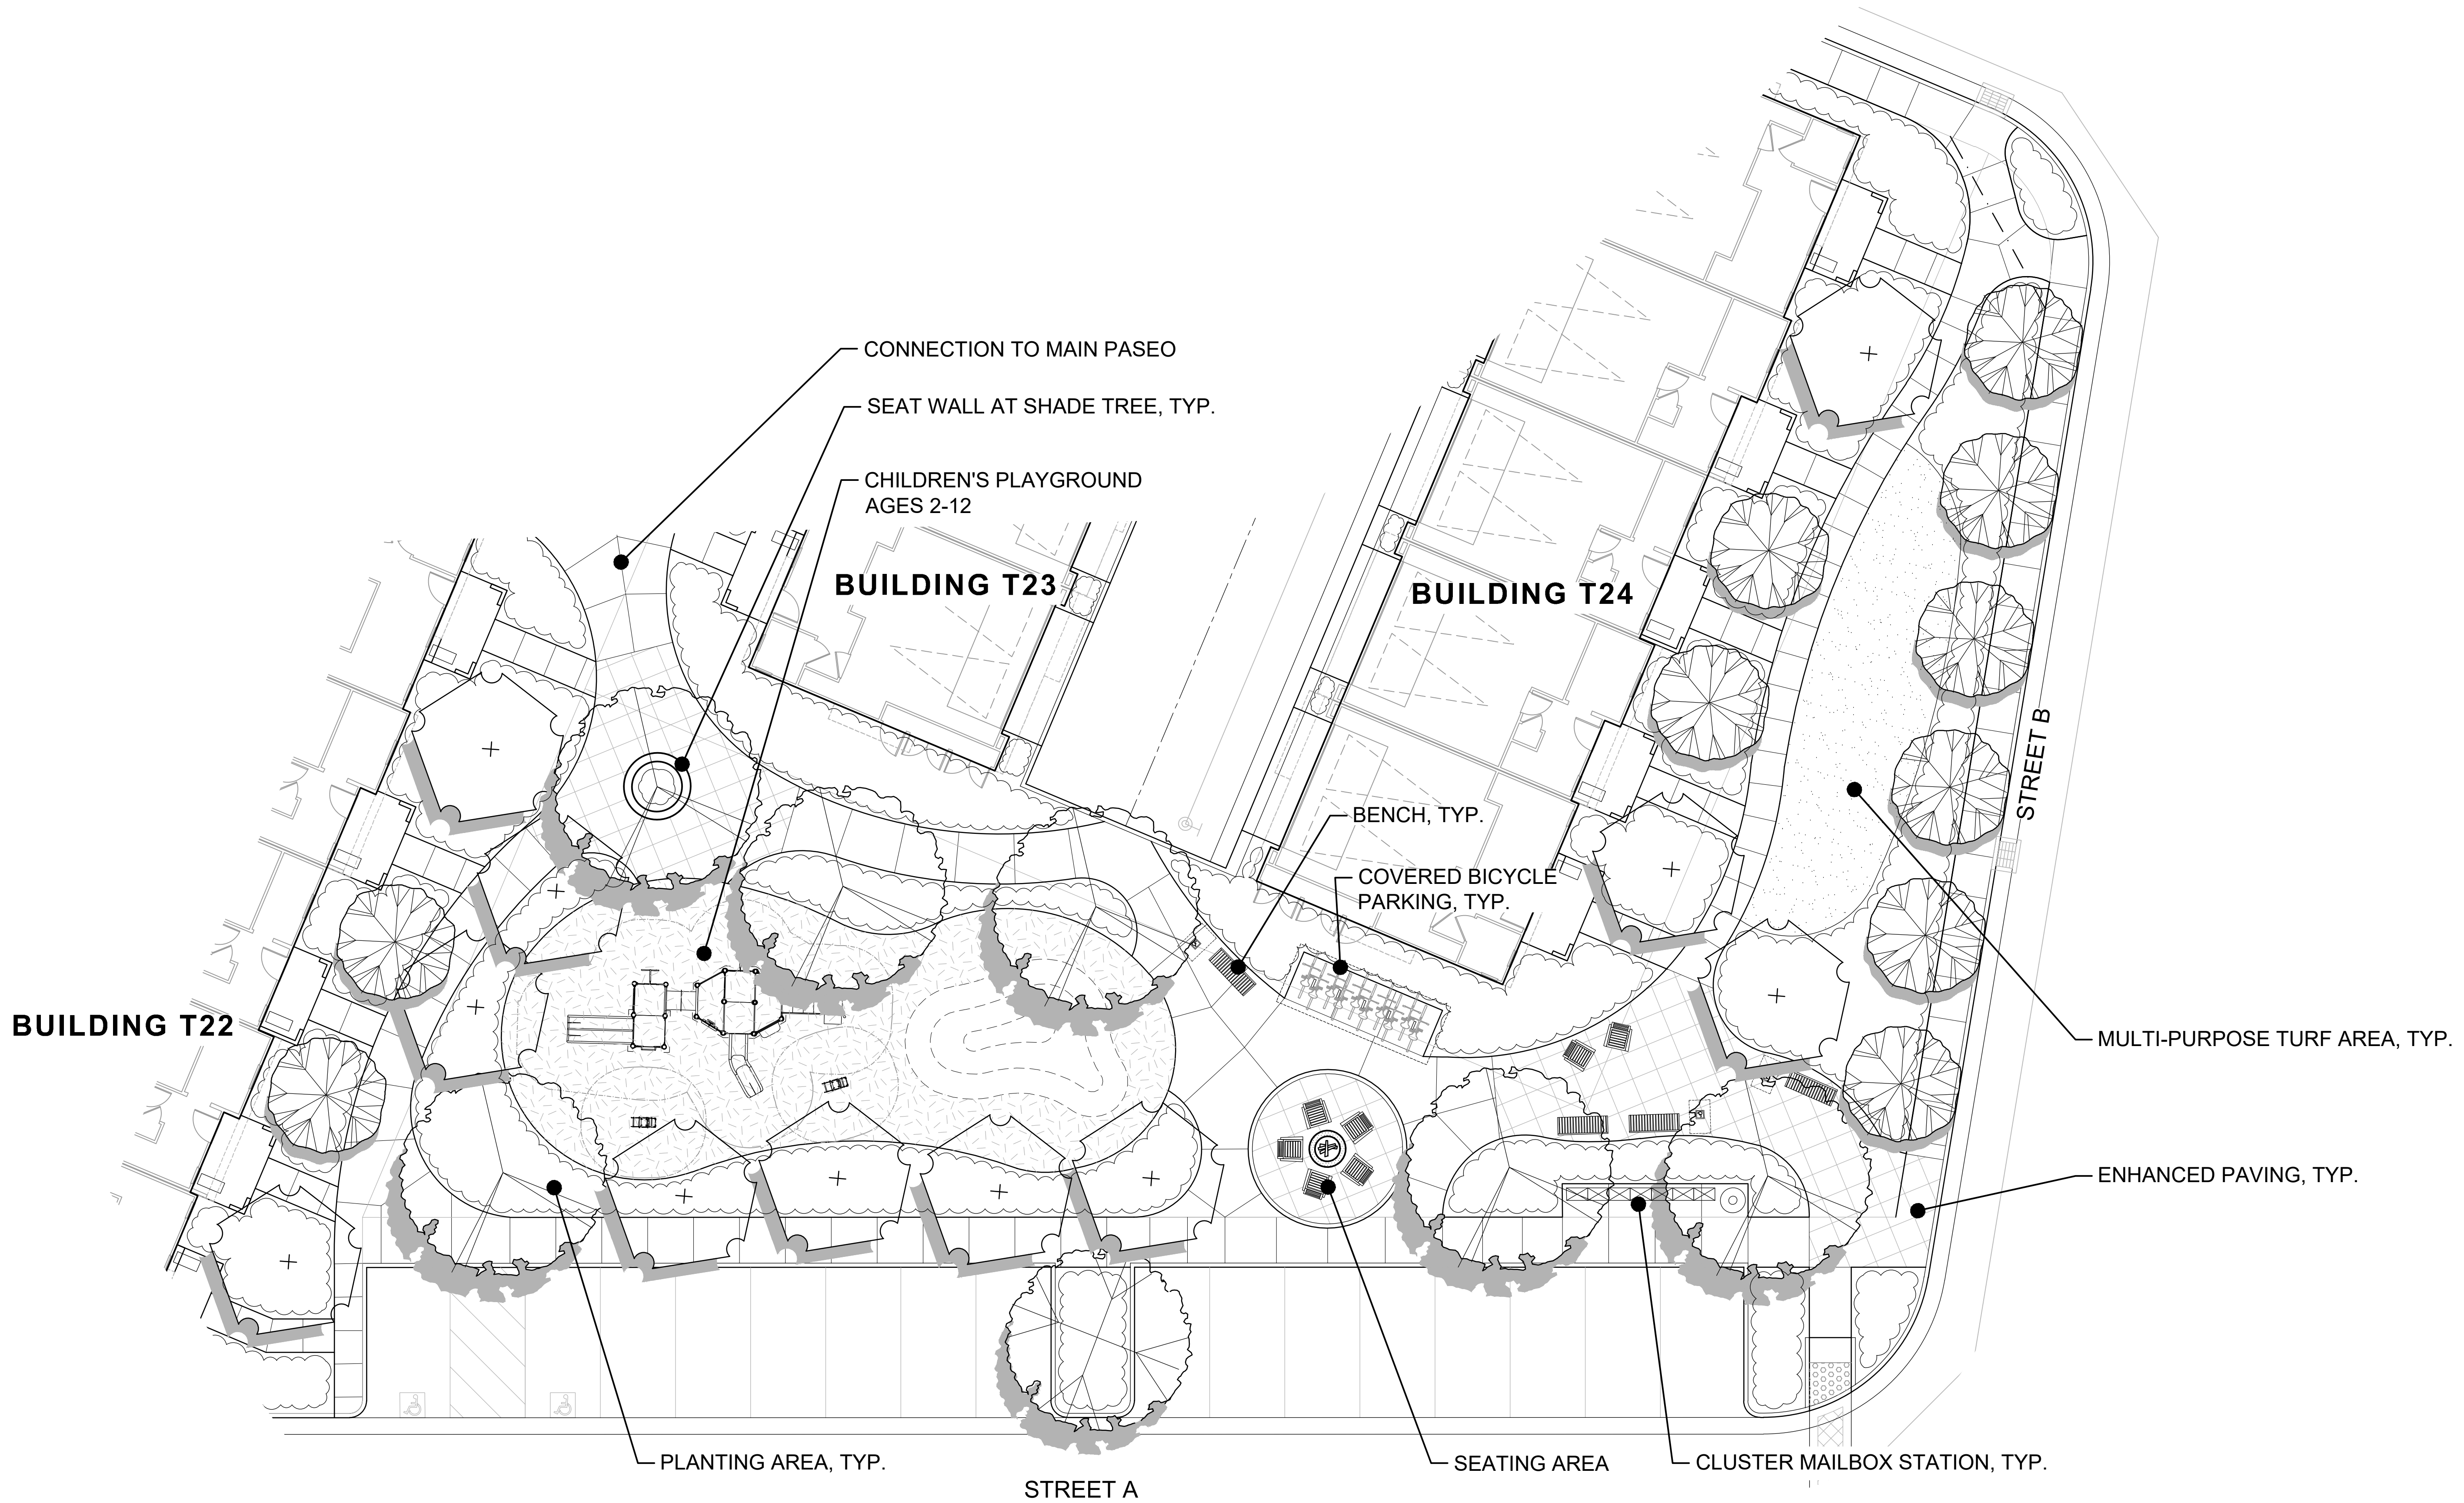 CONNECTION TO MAIN PASEO
SEAT WALL AT SHADE TREE, TYP.
CHILDREN'S PLAYGROUND
AGES 2-12
BUILDING T23
BUILDING T24
STREET B
BENCH, TYP.
COVERED BICYCLE
PARKING, TYP.
BUILDING T22
MULTI-PURPOSE TURF AREA, TYP.
ENHANCED PAVING, TYP.
PLANTING AREA, TYP.
SEATING AREA
CLUSTER MAILBOX STATION, TYP.
STREET A